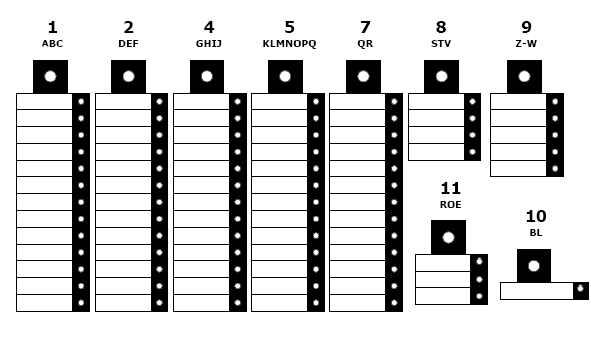 1
ABC
2
DEF
4
GHIJ
5
KLMNOPQ
7
QR
8
STV
9
Z-W
11
ROE
10
BL